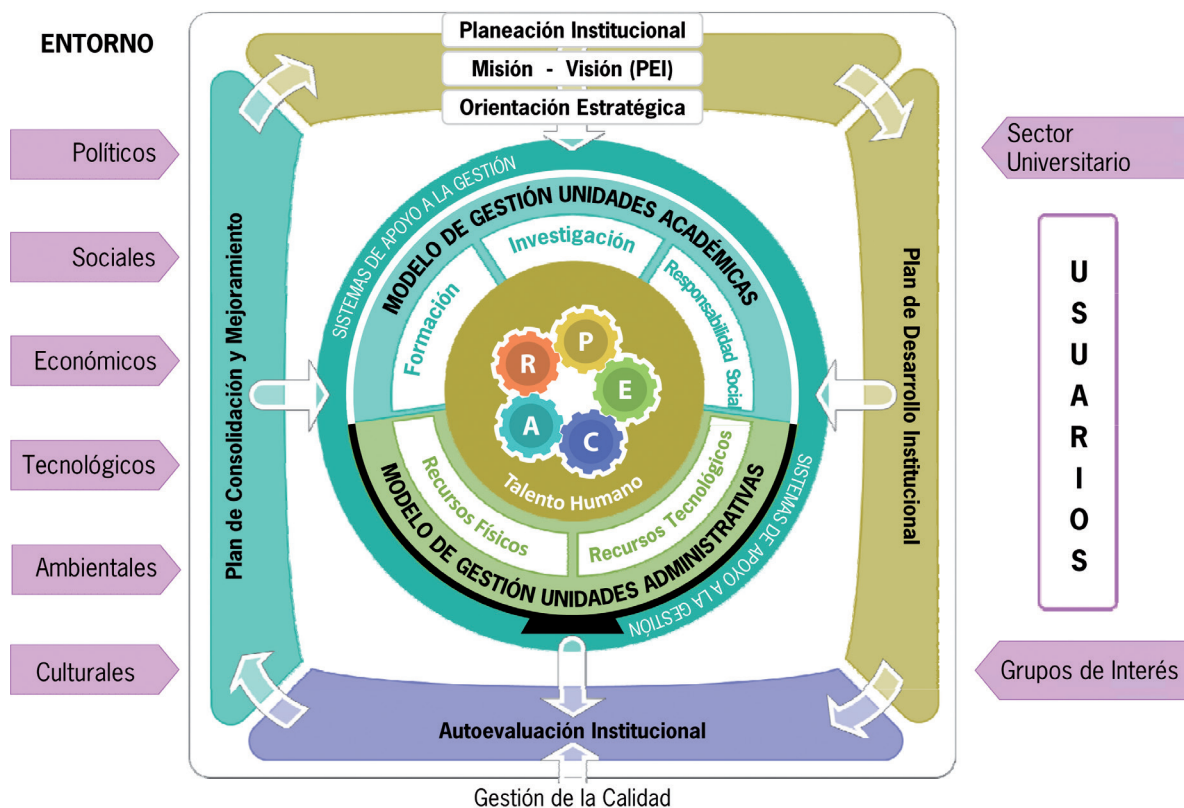 ENTORNO
Políticos
Sociales
Económicos
Tecnológicos
Ambientales
Culturales
Planeación Institucional
Misión - Visión (PEI)
Orientación Estratégica
Plan de Consolidación y Mejoramiento
SISTEMAS DE APOYO A LA GESTIÓN
MODELO DE GESTIÓN UNIDADES ACADÉMICAS
Formación
Investigación
Responsabilidad Social
R
P
E
A
C
Talento Humano
Recursos Físicos
Recursos Tecnológicos
MODELO DE GESTIÓN UNIDADES ADMINISTRATIVAS
SISTEMAS DE APOYO A LA GESTIÓN
Plan de Desarrollo Institucional
Autoevaluación Institucional
Gestión de la Calidad
Sector
Universitario
USUARIOS
Grupos de Interés